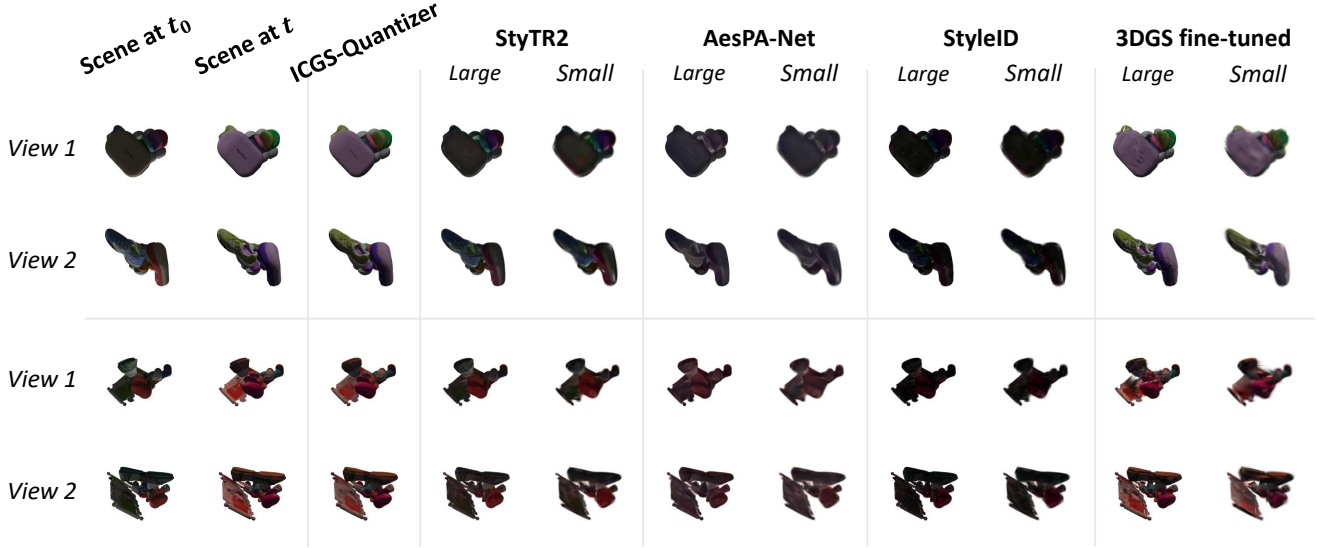 Scene at t₀ Scene at t ICGS-Quantizer StyTR2 AesPA-Net StyleID 3DGS fine-tuned
Large Small Large Small Large Small Large Small
View 1
View 2
View 1
View 2